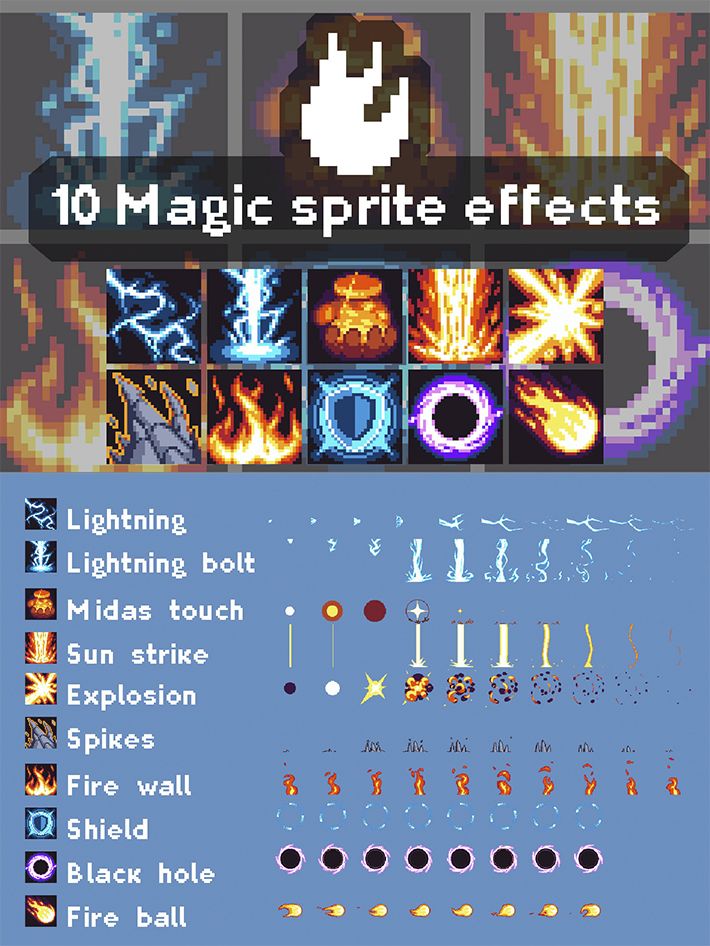 10 Magic sprite effects
Lightning
Lightning bolt
Midas touch
Sun strike
Explosion
Spikes
Fire wall
Shield
Black hole
Fire ball